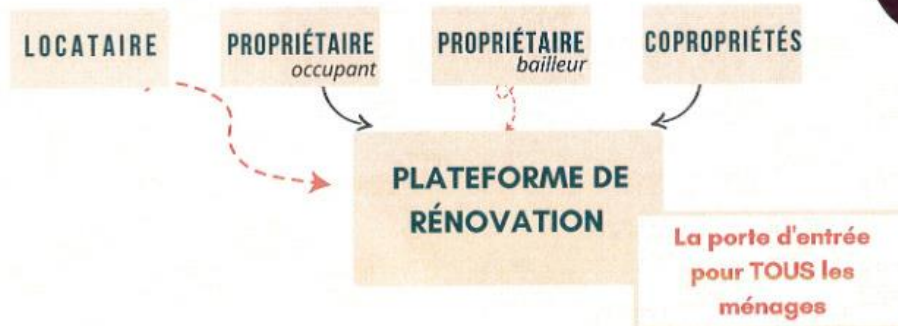 LOCATAIRE
PROPRIÉTAIRE
occupant
PROPRIÉTAIRE
bailleur
COPROPRIÉTÉS
PLATEFORME DE
RÉNOVATION
La porte d'entrée
pour TOUS les
ménages